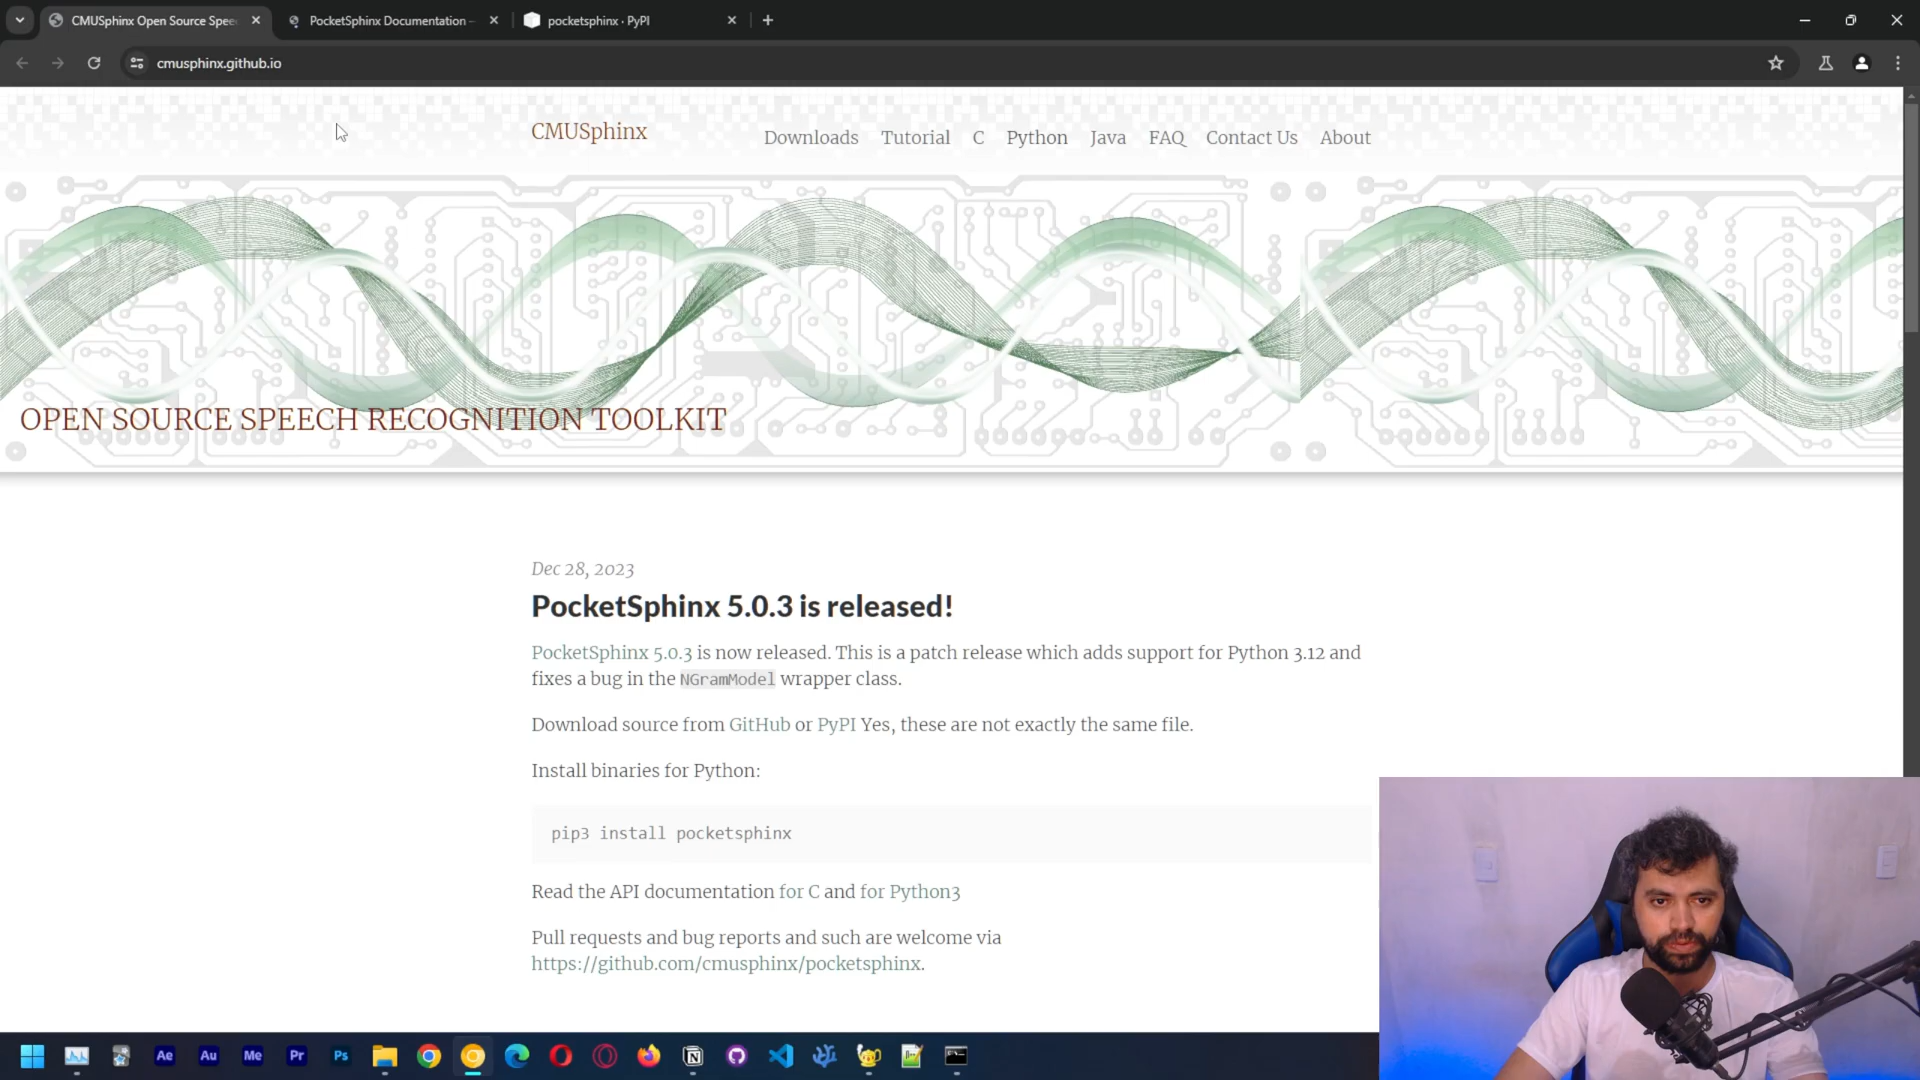 CMUSphinx Open Source Spee
PocketSphinx Documentation
pocketsphinx · PyPI
cmusphinx.github.io
CMUSphinx
Downloads Tutorial C Python Java FAQ Contact Us About
OPEN SOURCE SPEECH RECOGNITION TOOLKIT
Dec 28, 2023
PocketSphinx 5.0.3 is released!
PocketSphinx 5.0.3 is now released. This is a patch release which adds support for Python 3.12 and
fixes a bug in the NGramModel wrapper class.
Download source from GitHub or PyPI Yes, these are not exactly the same file.
Install binaries for Python:
pip3 install pocketsphinx
Read the API documentation for C and for Python3
Pull requests and bug reports and such are welcome via
https://github.com/cmusphinx/pocketsphinx.
Ae Au Me Pr Ps